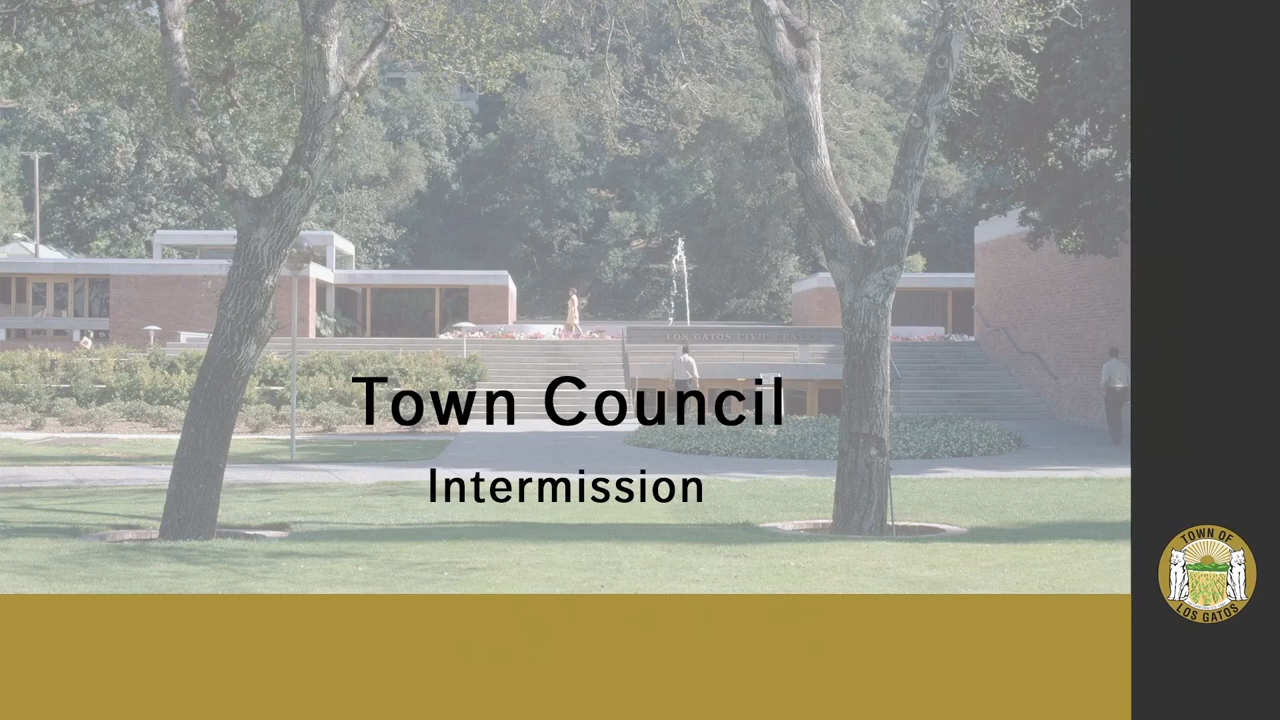 LOS GATOS CIVIC CENTER
Town Council
Intermission
TOWN OF
LOS GATOS